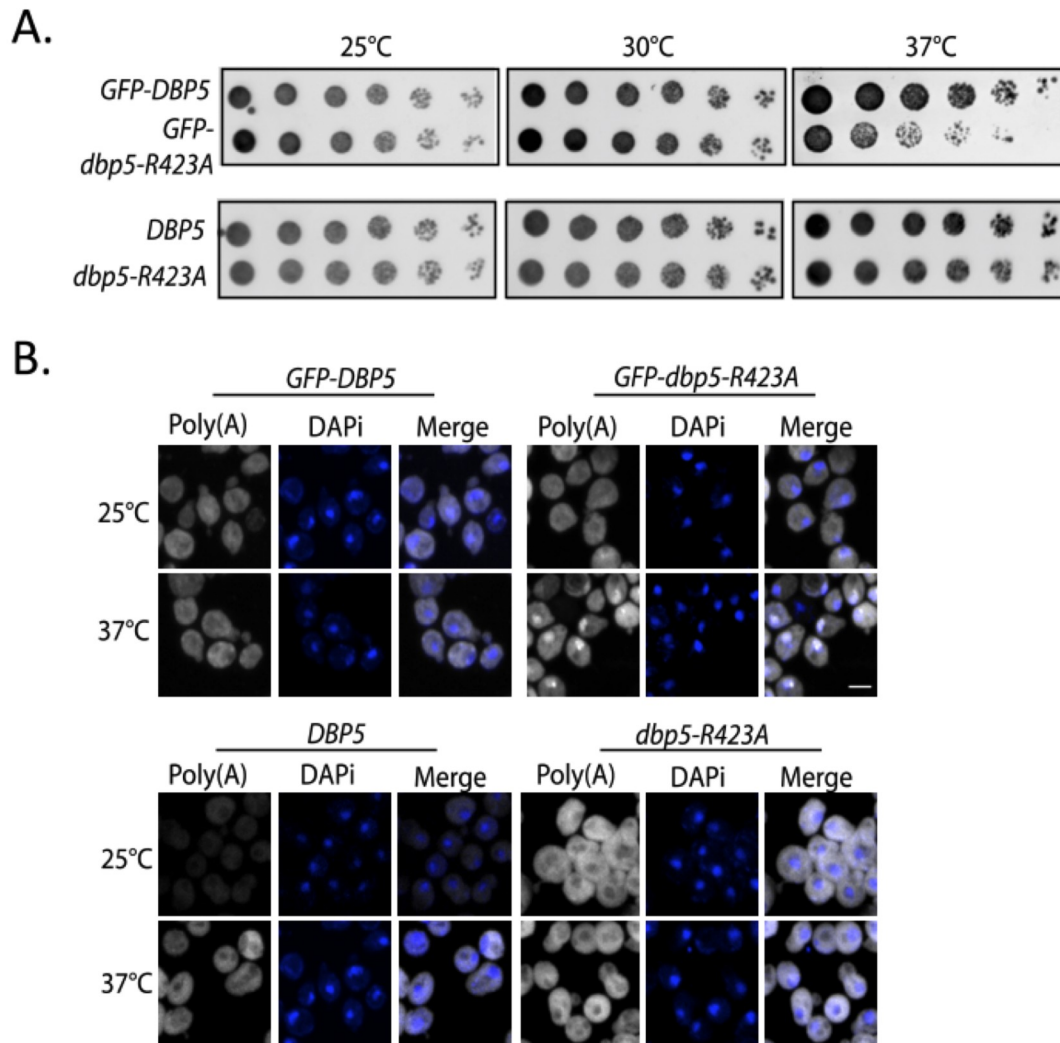 A.
25°C 30°C 37°C
GFP-DBP5
GFP-
dbp5-R423A
DBP5
dbp5-R423A
B.
GFP-DBP5 GFP-dbp5-R423A
Poly(A) DAPi Merge Poly(A) DAPi Merge
25°C
37°C
DBP5 dbp5-R423A
Poly(A) DAPi Merge Poly(A) DAPi Merge
25°C
37°C